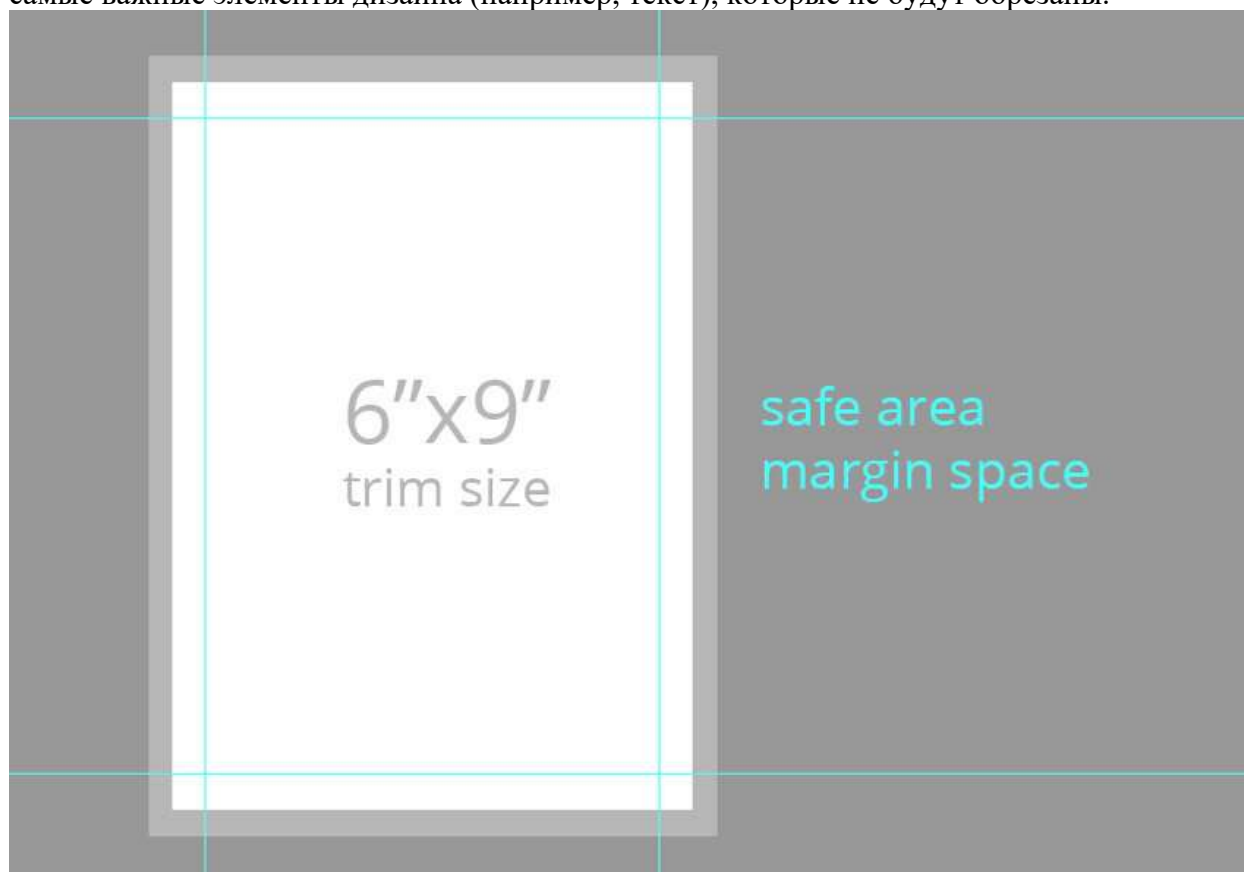 самые важные элементы дизайна (например, текст), которые не будут обрезаны.
6”x9”
trim size
safe area
margin space